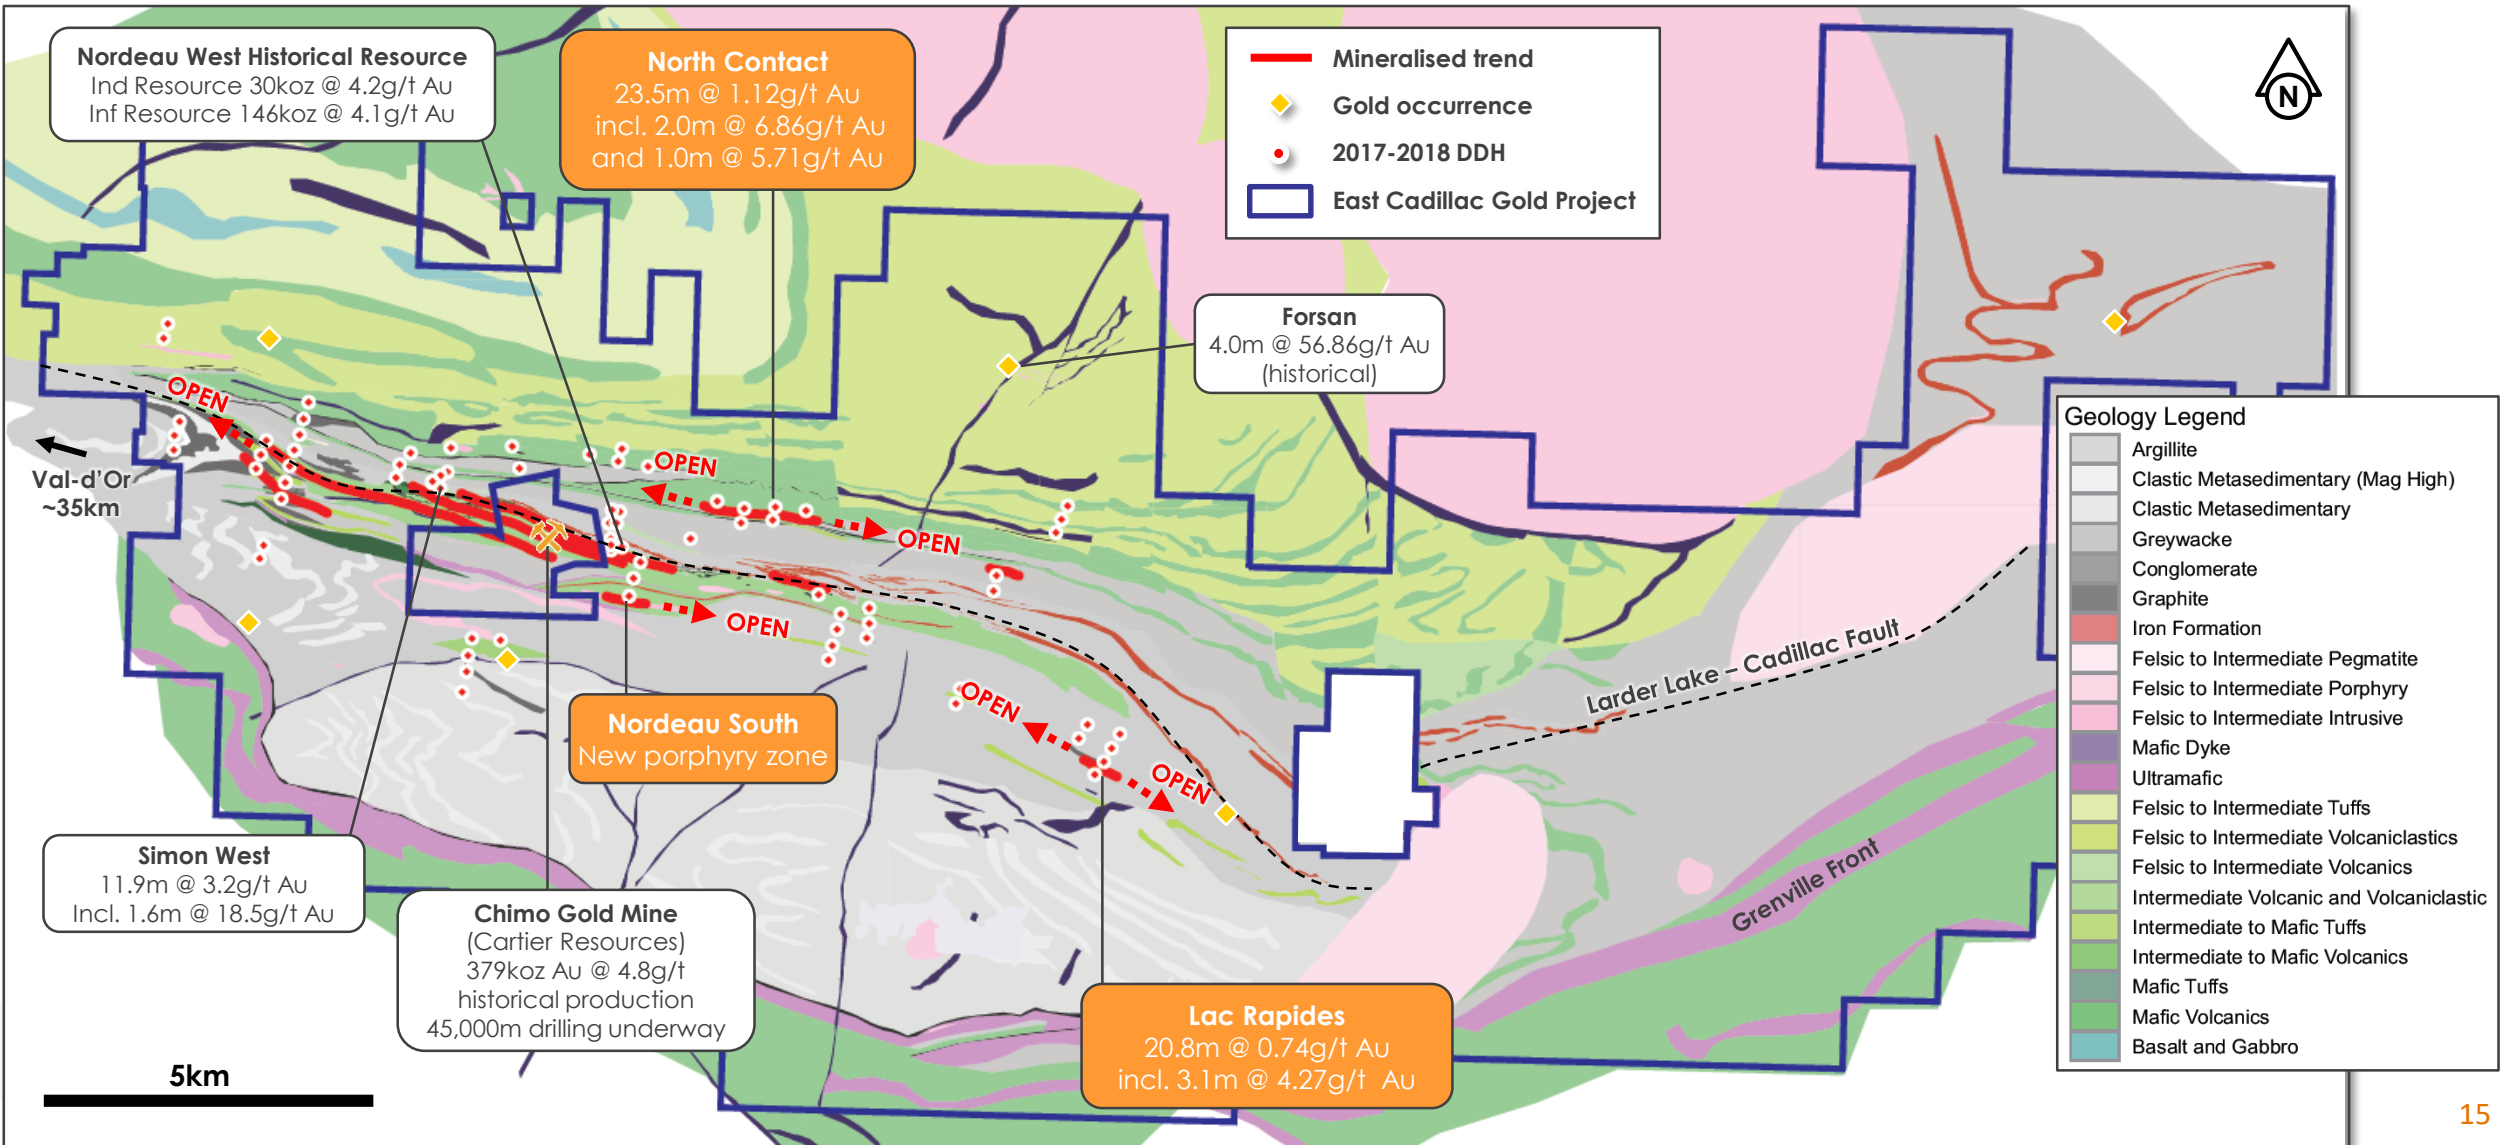 Nordeau West Historical Resource
Ind Resource 30koz @ 4.2g/t Au
Inf Resource 146koz @ 4.1g/t Au
North Contact
23.5m @ 1.12g/t Au
incl. 2.0m @ 6.86g/t Au
and 1.0m @ 5.71g/t Au
Mineralised trend
Gold occurrence
2017-2018 DDH
East Cadillac Gold Project
N
Forsan
4.0m @ 56.86g/t Au
(historical)
OPEN
OPEN
OPEN
OPEN
OPEN
OPEN
Val-d'Or
~35km
Larder Lake – Cadillac Fault
Grenville Front
Nordeau South
New porphyry zone
Simon West
11.9m @ 3.2g/t Au
Incl. 1.6m @ 18.5g/t Au
Chimo Gold Mine
(Cartier Resources)
379koz Au @ 4.8g/t
historical production
45,000m drilling underway
Lac Rapides
20.8m @ 0.74g/t Au
incl. 3.1m @ 4.27g/t Au
5km
Geology Legend
Argillite
Clastic Metasedimentary (Mag High)
Clastic Metasedimentary
Greywacke
Conglomerate
Graphite
Iron Formation
Felsic to Intermediate Pegmatite
Felsic to Intermediate Porphyry
Felsic to Intermediate Intrusive
Mafic Dyke
Ultramafic
Felsic to Intermediate Tuffs
Felsic to Intermediate Volcaniclastics
Felsic to Intermediate Volcanics
Intermediate Volcanic and Volcaniclastic
Intermediate to Mafic Tuffs
Intermediate to Mafic Volcanics
Mafic Tuffs
Mafic Volcanics
Basalt and Gabbro
15